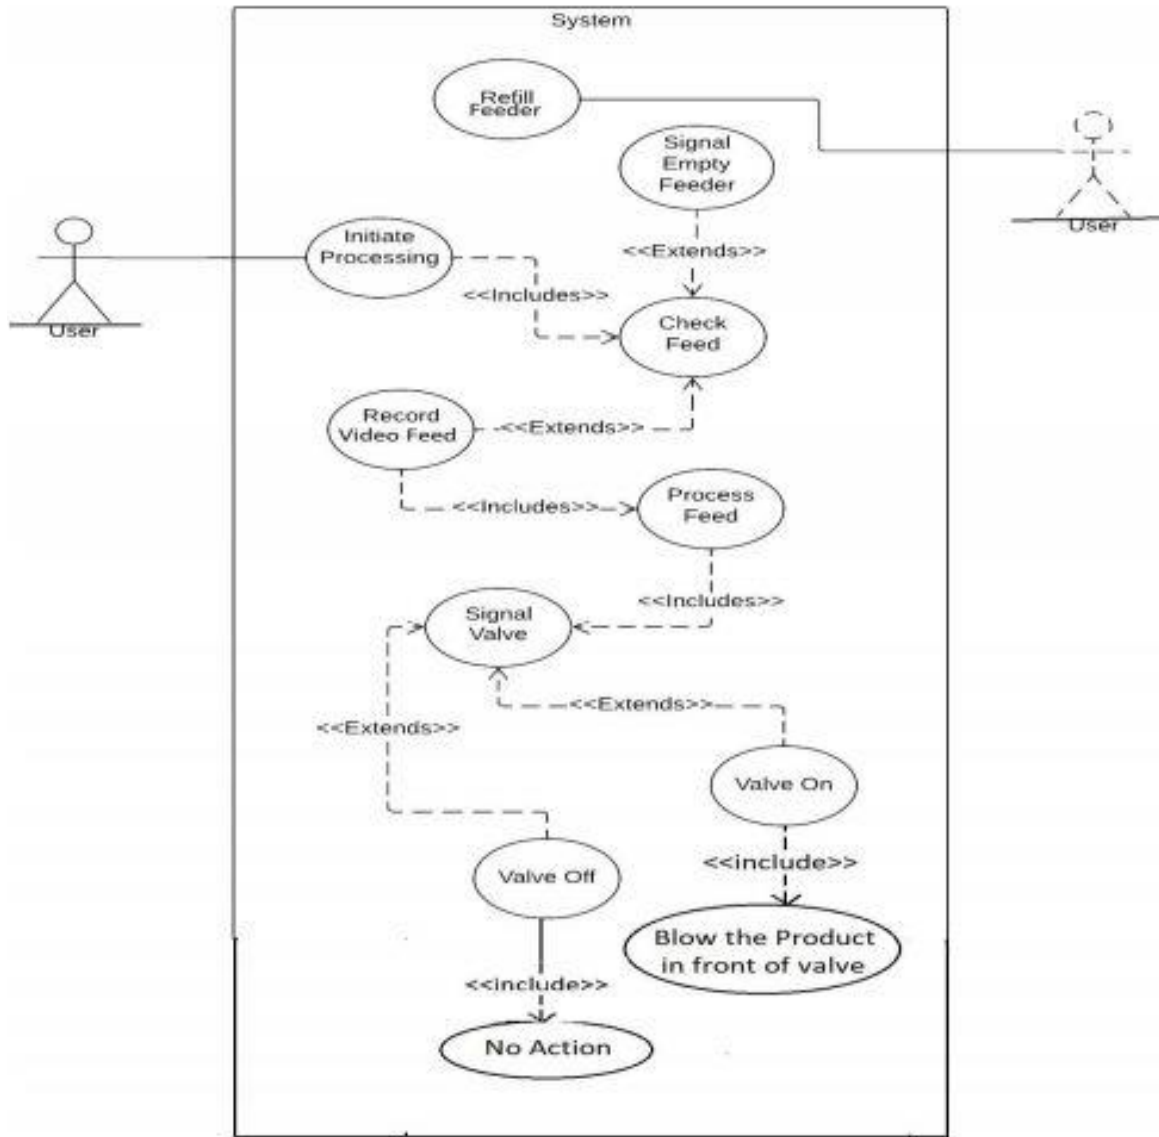 System
Refill
Feeder
Signal
Empty
Feeder
User
Initiate
Processing
<<Extends>>
<<Includes>>
User
Check
Feed
Record
Video Feed
<<Extends>>
<<Includes>>
Process
Feed
<<Includes>>
Signal
Valve
<<Extends>>
<<Extends>>
Valve On
<<include>>
Valve Off
Blow the Product
in front of valve
<<include>>
No Action